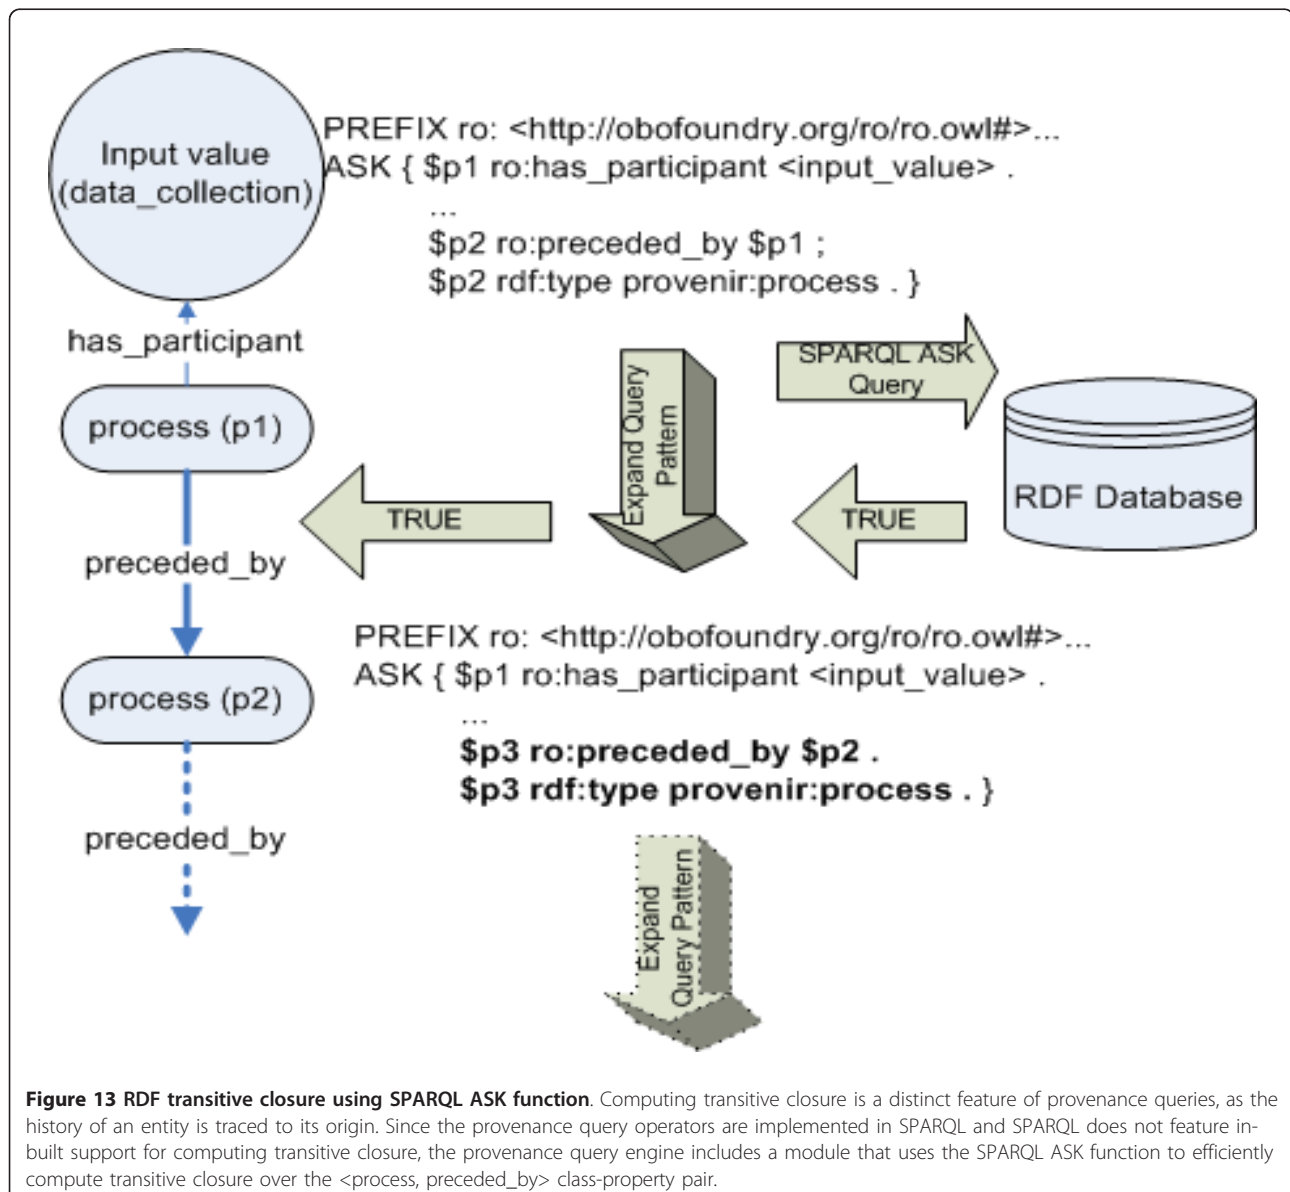 Input value
(data_collection)
PREFIX ro: <http://obofoundry.org/ro/ro.owl#>...
ASK { $p1 ro:has_participant <input_value> .
...
$p2 ro:preceded_by $p1 ;
$p2 rdf:type provenir:process . }
has_participant
process (p1)
preceded_by
process (p2)
preceded_by
Expand Query
Pattern
SPARQL ASK
Query
RDF Database
TRUE
TRUE
PREFIX ro: <http://obofoundry.org/ro/ro.owl#>...
ASK { $p1 ro:has_participant <input_value> .
...
$p3 ro:preceded_by $p2 .
$p3 rdf:type provenir:process . }
Expand
Query Pattern
Figure 13 RDF transitive closure using SPARQL ASK function. Computing transitive closure is a distinct feature of provenance queries, as the
history of an entity is traced to its origin. Since the provenance query operators are implemented in SPARQL and SPARQL does not feature in-
built support for computing transitive closure, the provenance query engine includes a module that uses the SPARQL ASK function to efficiently
compute transitive closure over the <process, preceded_by> class-property pair.